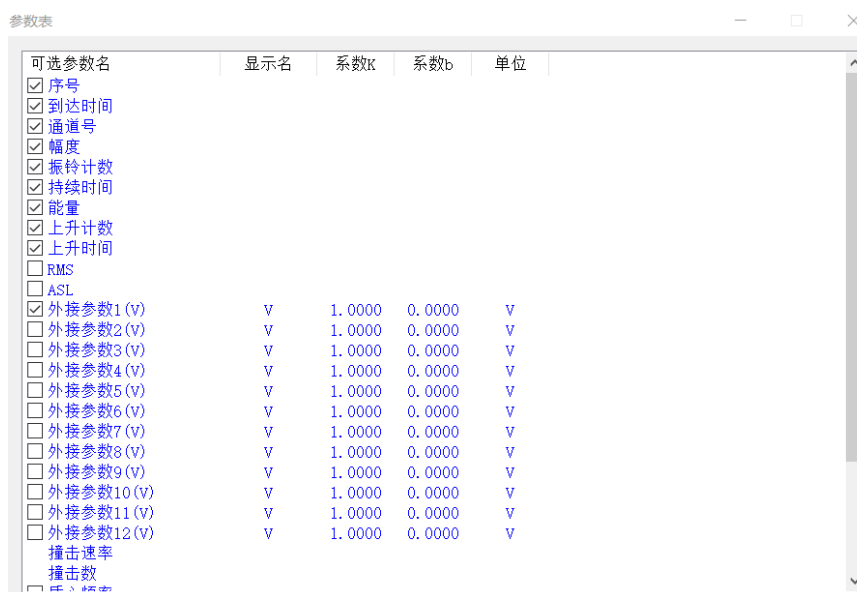 参数表
可选参数名 显示名 系数K 系数b 单位
序号
到达时间
通道号
幅度
振铃计数
持续时间
能量
上升计数
上升时间
RMS
ASL
外接参数1(V) V 1.0000 0.0000 V
外接参数2(V) V 1.0000 0.0000 V
外接参数3(V) V 1.0000 0.0000 V
外接参数4(V) V 1.0000 0.0000 V
外接参数5(V) V 1.0000 0.0000 V
外接参数6(V) V 1.0000 0.0000 V
外接参数7(V) V 1.0000 0.0000 V
外接参数8(V) V 1.0000 0.0000 V
外接参数9(V) V 1.0000 0.0000 V
外接参数10(V) V 1.0000 0.0000 V
外接参数11(V) V 1.0000 0.0000 V
外接参数12(V) V 1.0000 0.0000 V
撞击速率
撞击数
质心频率